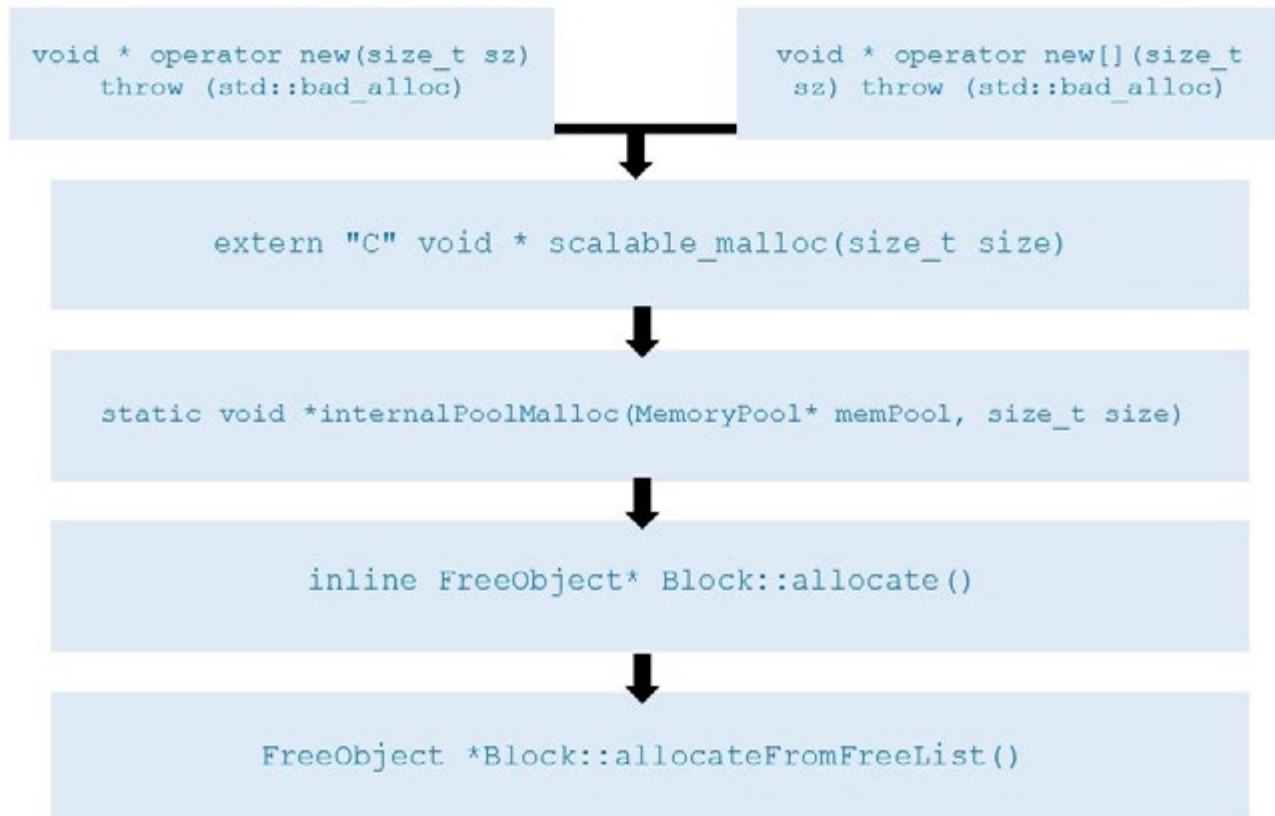 void * operator new(size_t sz)
throw (std::bad_alloc)
void * operator new[](size_t
sz) throw (std::bad_alloc)
extern "C" void * scalable_malloc(size_t size)
static void *internalPoolMalloc(MemoryPool* memPool, size_t size)
inline FreeObject* Block::allocate()
FreeObject *Block::allocateFromFreeList()